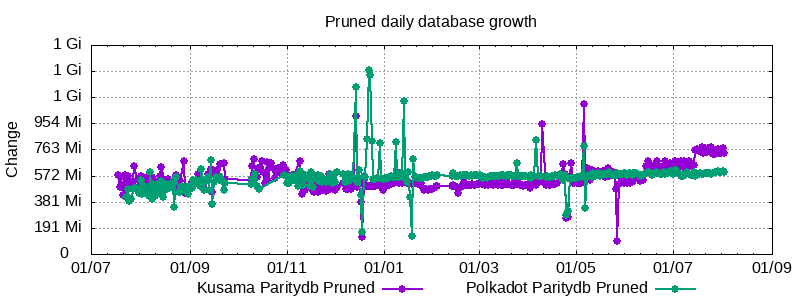 Pruned daily database growth
Change
1 Gi
1 Gi
1 Gi
954 Mi
763 Mi
572 Mi
381 Mi
191 Mi
0
01/07 01/09 01/11 01/01 01/03 01/05 01/07 01/09
Kusama Paritydb Pruned Polkadot Paritydb Pruned